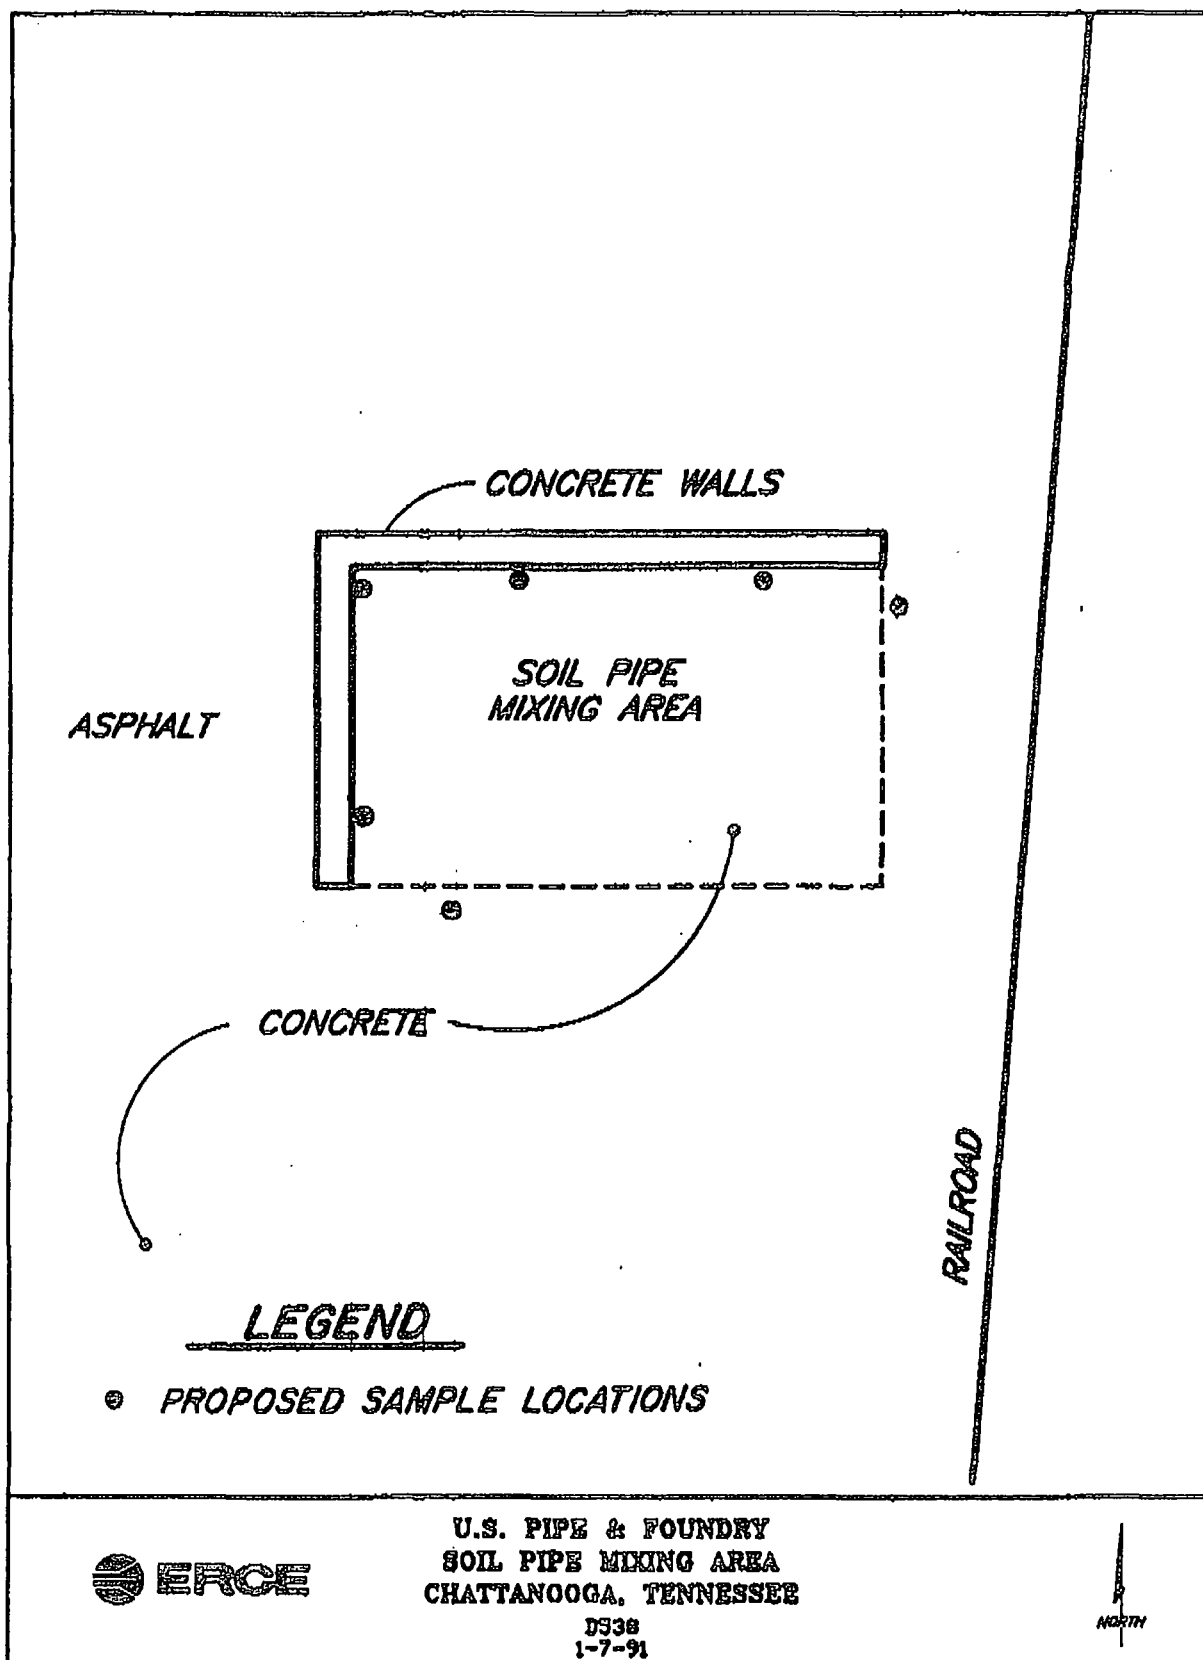 CONCRETE WALLS
SOIL PIPE
MIXING AREA
ASPHALT
CONCRETE
RAILROAD
LEGEND
PROPOSED SAMPLE LOCATIONS
ERCE
U.S. PIPE & FOUNDRY
SOIL PIPE MIXING AREA
CHATTANOOGA, TENNESSEE
D538
1-7-91
NORTH